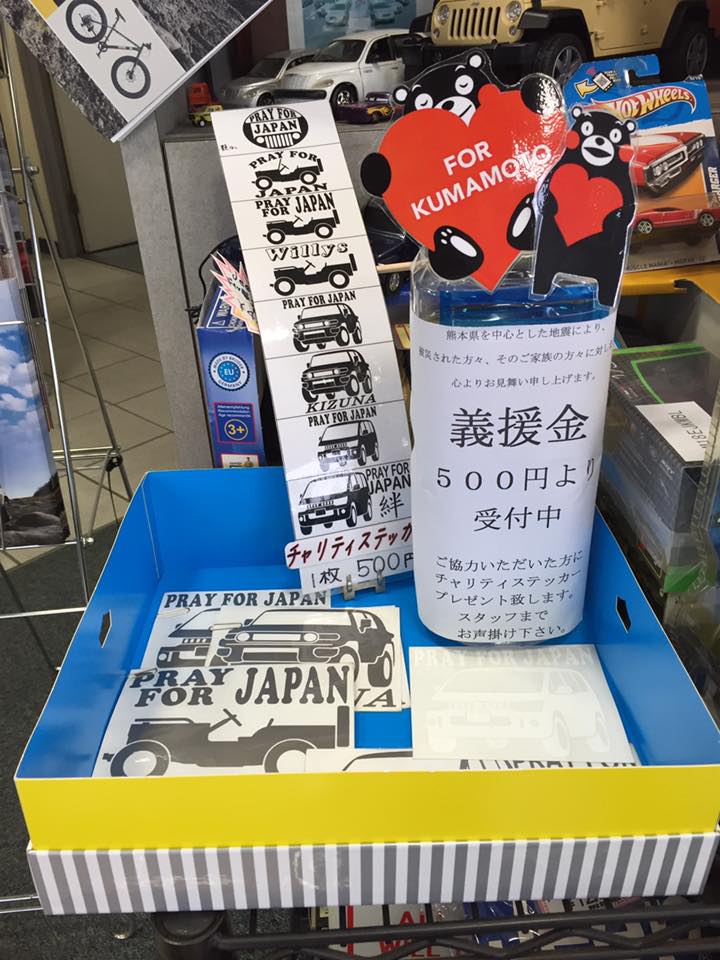 PRAY FOR
JAPAN
PRAY FOR
JAPAN
PRAY
FOR JAPAN
Willys
PRAY FOR JAPAN
KIZUNA
PRAY FOR JAPAN
PRAY FOR
JAPAN
絆
チャリティステッカ
1枚 500円
FOR
KUMAMOTO
HOT WHEELS
熊本県を中心とした地震により、
被災された方々、そのご家族の方々に対し
心よりお見舞い申し上げます。
義援金
500円より
受付中
ご協力いただいた方に
チャリティステッカー
プレゼント致します。
スタッフまで
お声掛け下さい。
EU
GERMANY
3+
PRAY FOR JAPAN
PRAY
FOR JAPAN
PRAY FOR JAPAN
ALL
WILL